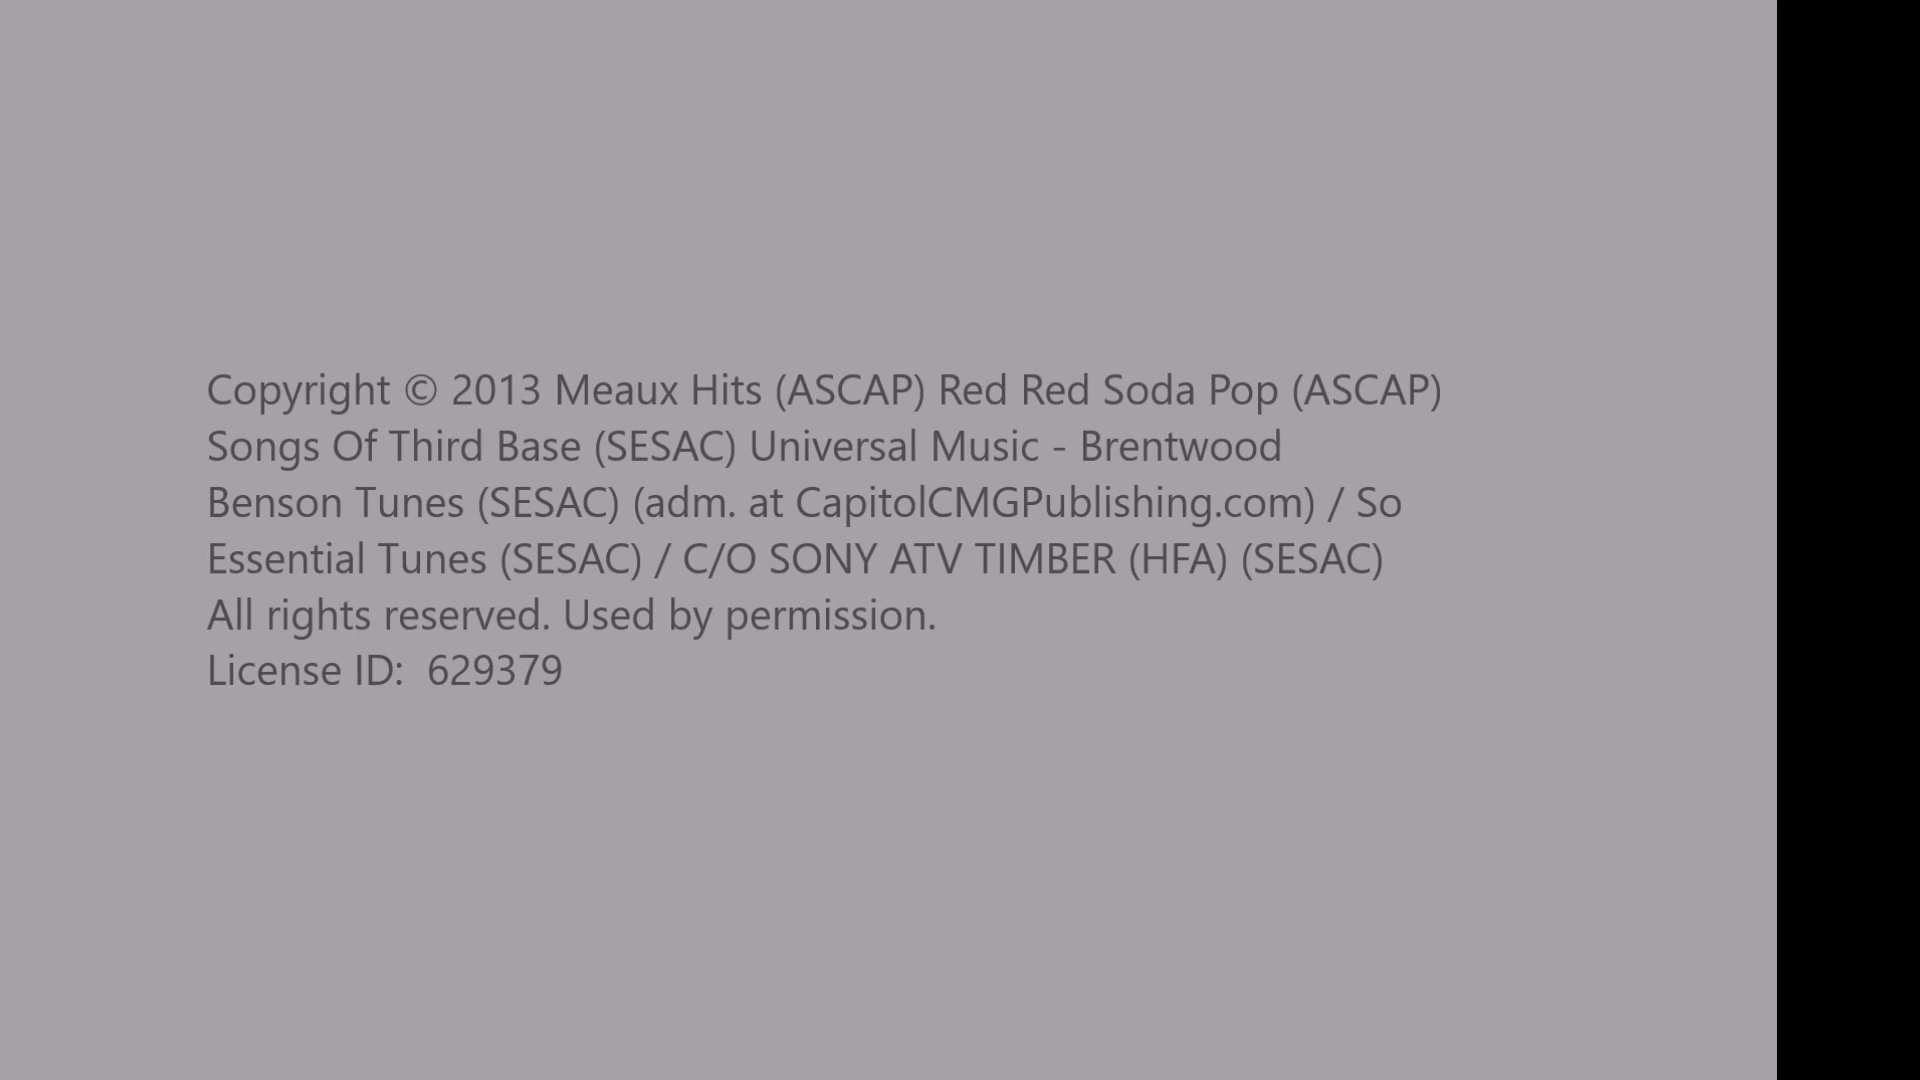 Copyright © 2013 Meaux Hits (ASCAP) Red Red Soda Pop (ASCAP)
Songs Of Third Base (SESAC) Universal Music - Brentwood
Benson Tunes (SESAC) (adm. at CapitolCMGPublishing.com) / So
Essential Tunes (SESAC) / C/O SONY ATV TIMBER (HFA) (SESAC)
All rights reserved. Used by permission.
License ID:  629379